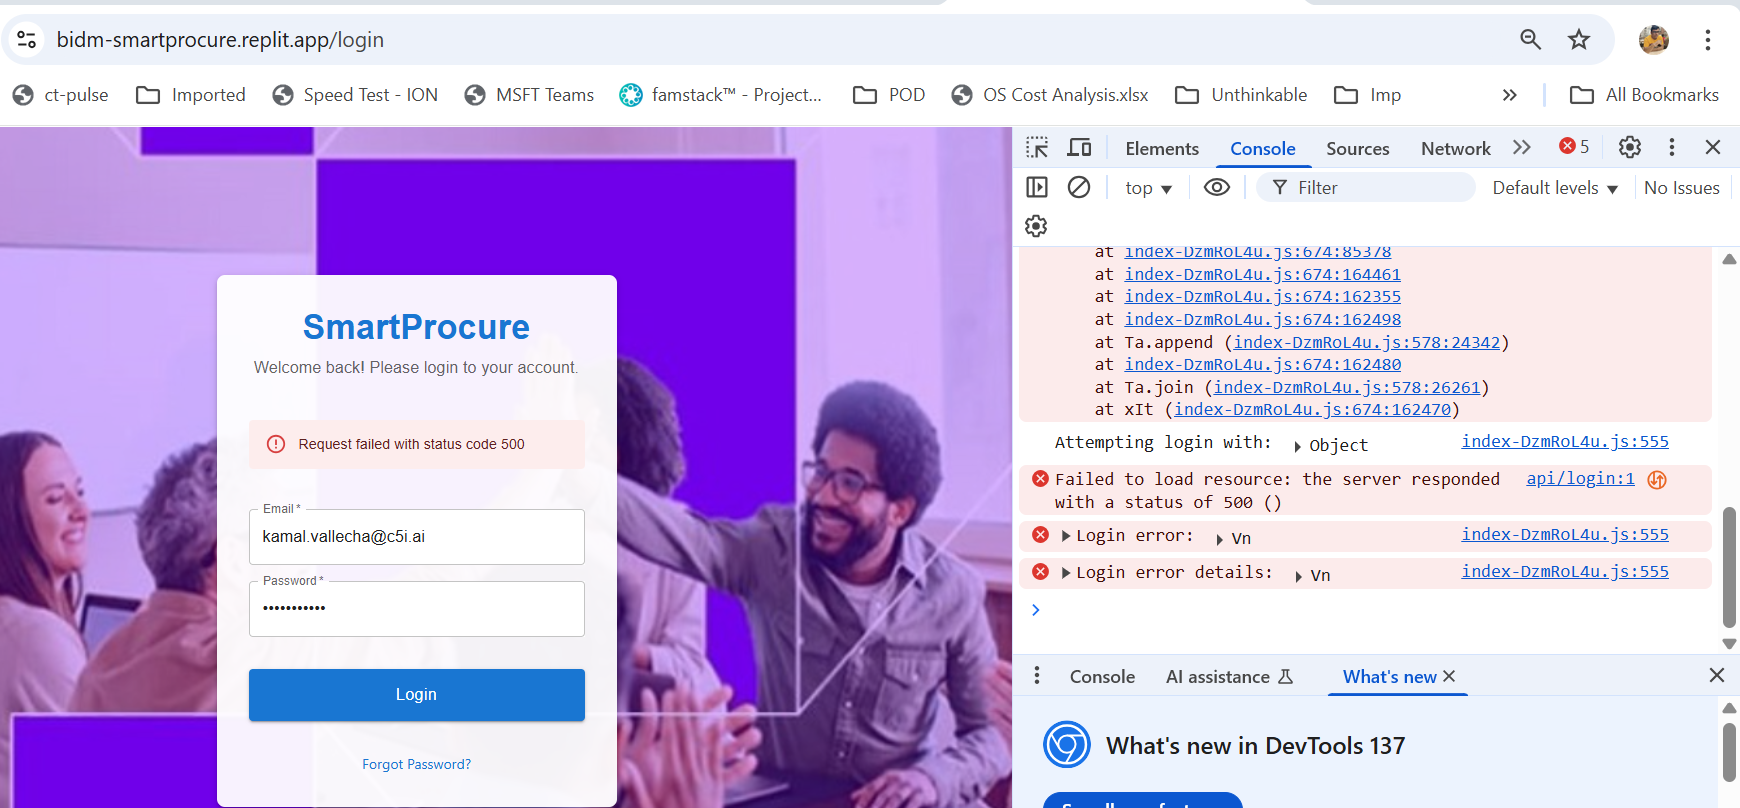 bidm-smartprocure.replit.app/login
ct-pulse Imported Speed Test - ION MSFT Teams famstack™ - Project... POD OS Cost Analysis.xlsx Unthinkable Imp » All Bookmarks
SmartProcure
Welcome back! Please login to your account.
Request failed with status code 500
Email *
kamal.vallecha@c5i.ai
Password *
•••••••••••
Login
Forgot Password?
Elements Console Sources Network 5
top Filter Default levels No Issues
at index-DzmRoL4u.js:674:85378
at index-DzmRoL4u.js:674:164461
at index-DzmRoL4u.js:674:162355
at index-DzmRoL4u.js:674:162498
at Ta.append (index-DzmRoL4u.js:578:24342)
at index-DzmRoL4u.js:674:162480
at Ta.join (index-DzmRoL4u.js:578:26261)
at xIt (index-DzmRoL4u.js:674:162470)
Attempting login with: Object index-DzmRoL4u.js:555
Failed to load resource: the server responded api/login:1
with a status of 500 ()
Login error: Vn index-DzmRoL4u.js:555
Login error details: Vn index-DzmRoL4u.js:555
Console AI assistance What's new
What's new in DevTools 137